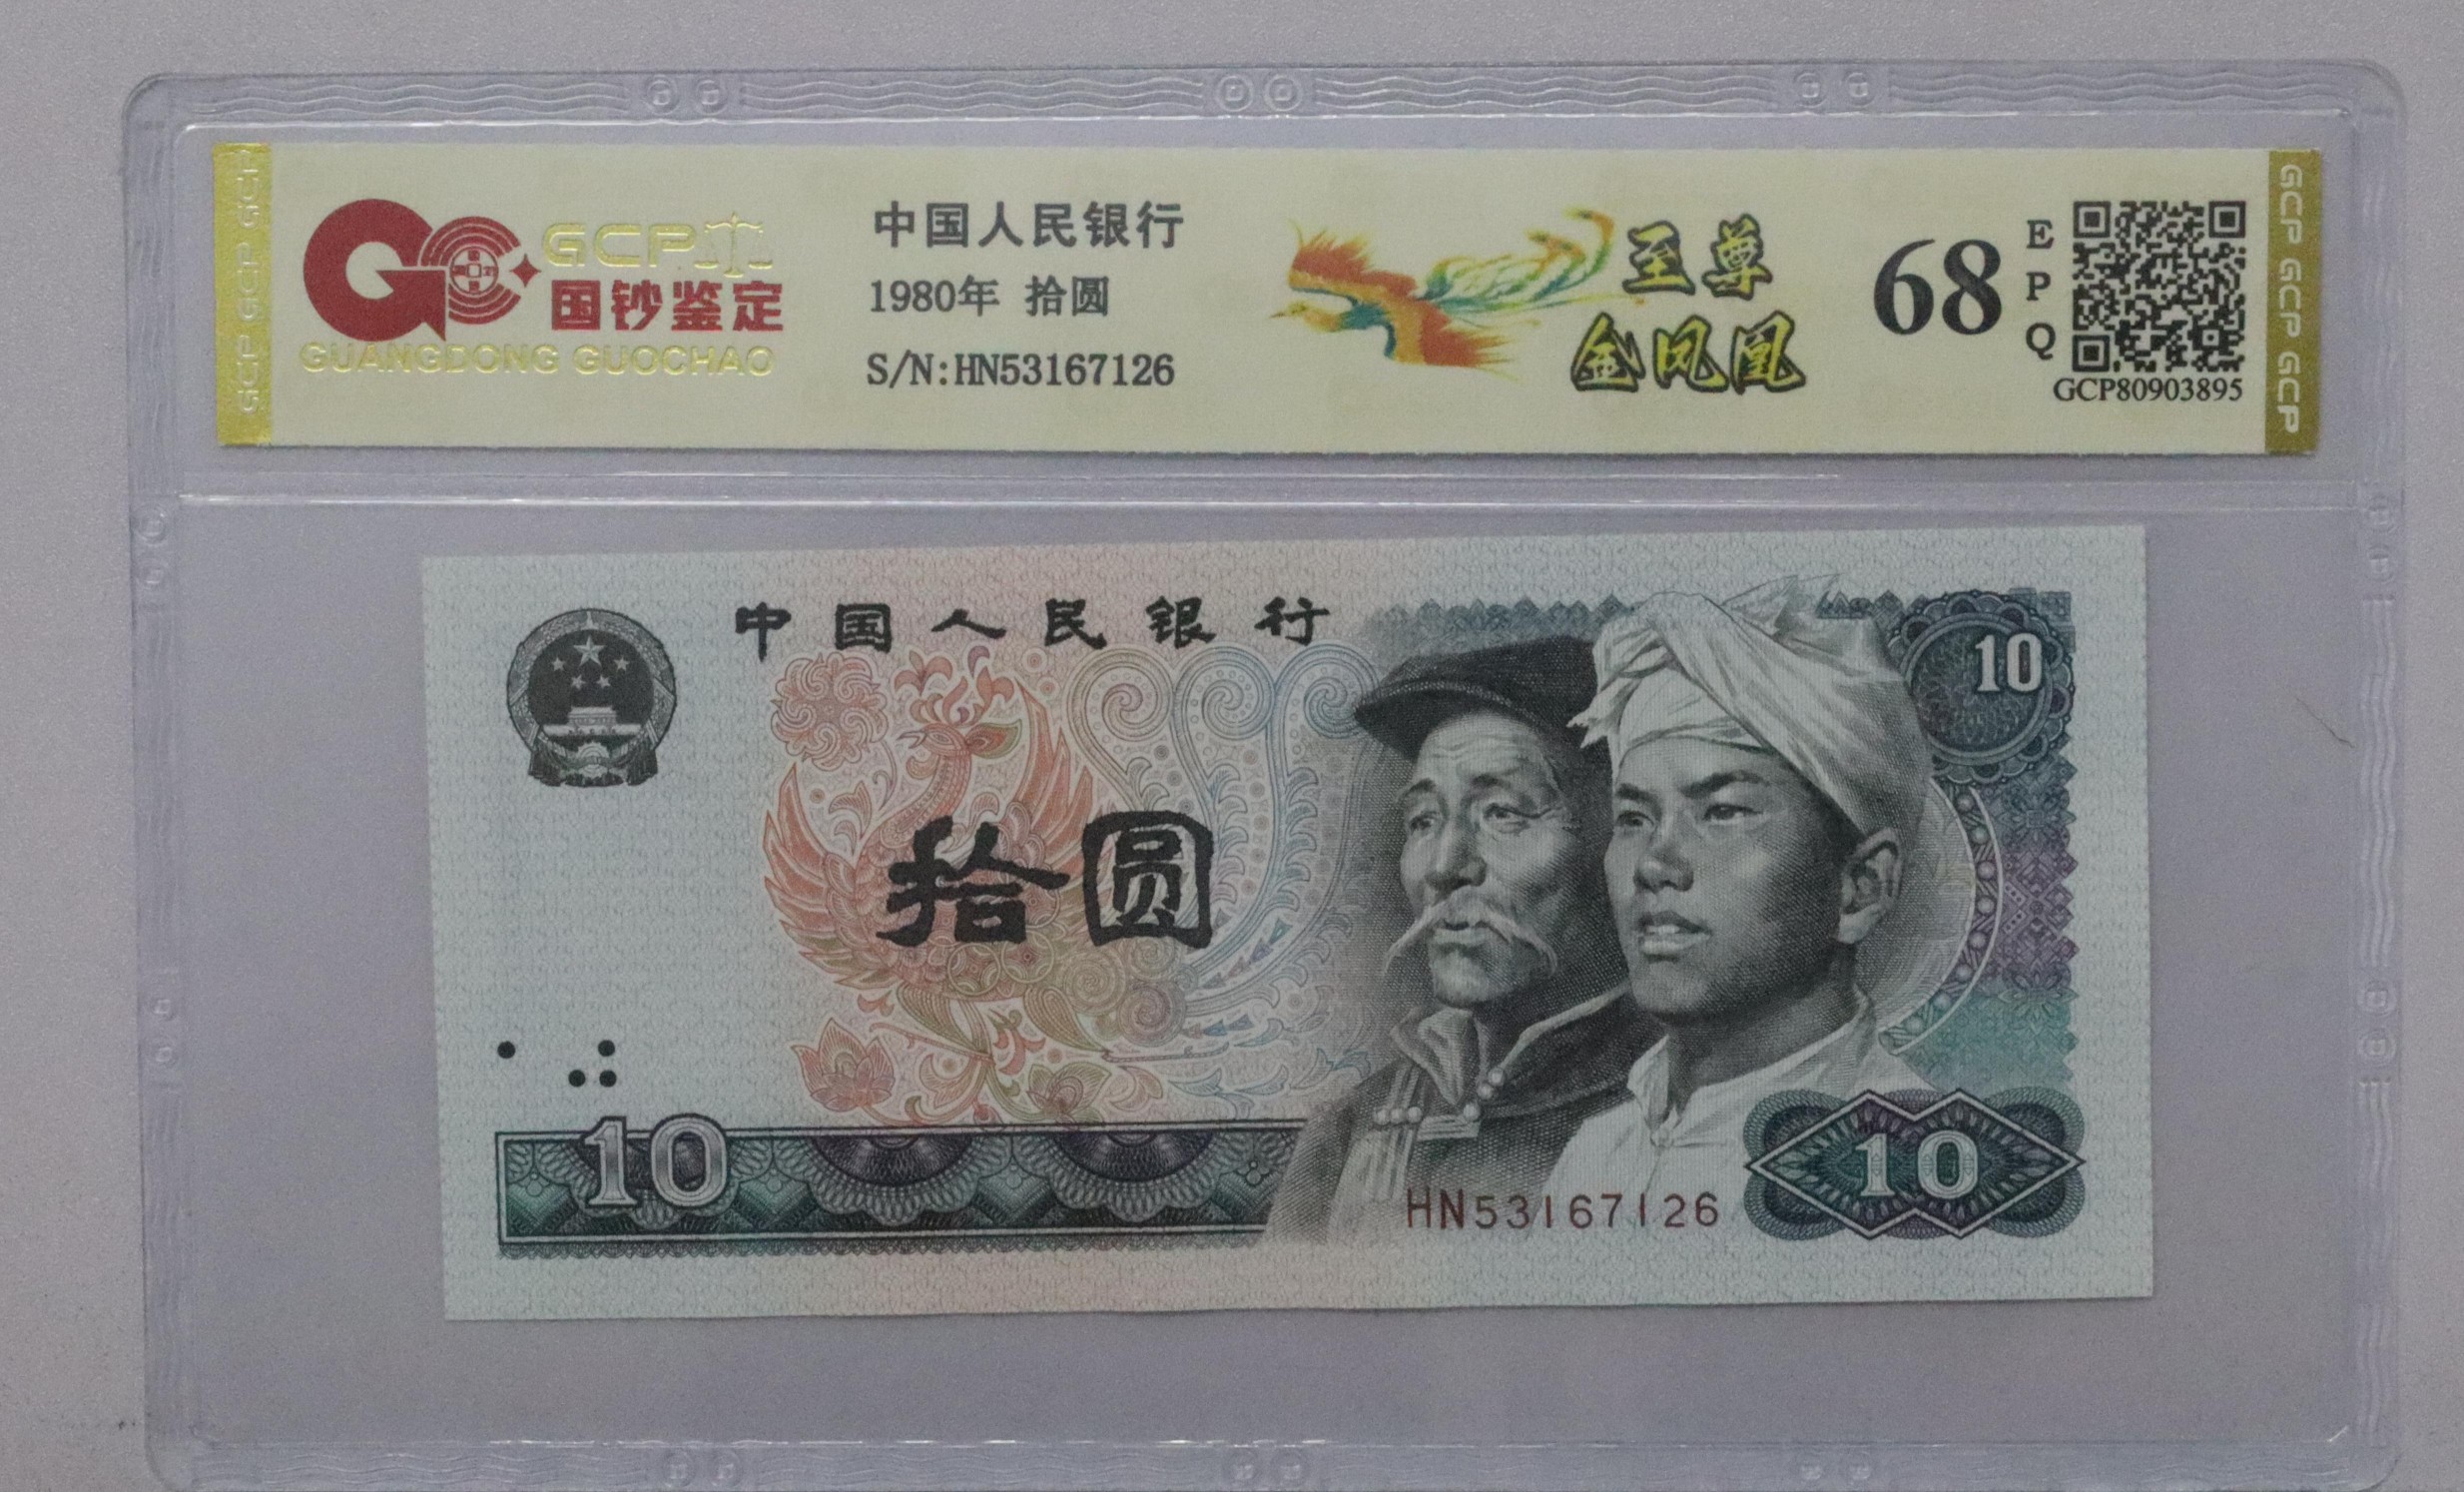 GCP
国钞鉴定
GUANGDONG GUOCHAO
中国人民银行
1980年 拾圆
S/N:HN53167126
至尊
金凤凰
68
EPQ
GCP80903895
GCP GCP GCP
GCP GCP GCP
中国人民银行
10
拾圆
10
HN53167126
10